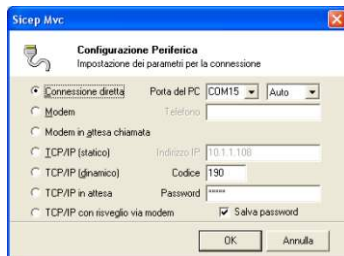 Sicep Mvc
Configurazione Periferica
Impostazione dei parametri per la connessione
Connessione diretta Porta del PC COM15 Auto
Modem Telefono
Modem in attesa chiamata
TCP/IP (statico) Indirizzo IP 10.1.1.108
TCP/IP (dinamico) Codice 190
TCP/IP in attesa Password *****
TCP/IP con risveglio via modem Salva password
OK Annulla